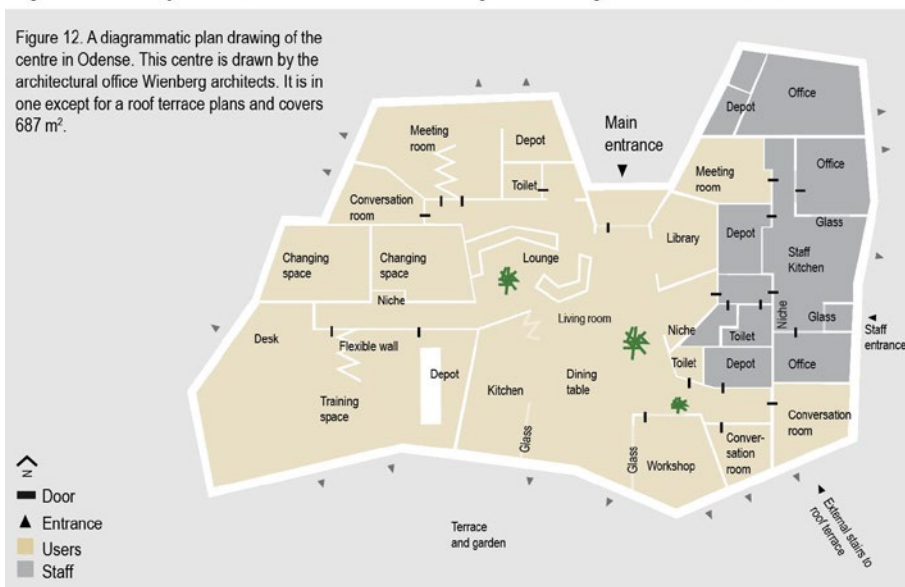 Figure 12. A diagrammatic plan drawing of the
centre in Odense. This centre is drawn by the
architectural office Wienberg architects. It is in
one except for a roof terrace plans and covers
687 m².
Meeting
room
Depot
Toilet
Conversation
room
Changing
space
Changing
space
Niche
Lounge
Main
entrance
Meeting
room
Library
Depot
Office
Office
Glass
Depot
Staff
Kitchen
Niche
Glass
Staff
entrance
Toilet
Niche
Living room
Toilet
Depot
Office
Desk
Flexible wall
Training
space
Depot
Kitchen
Dining
table
Glass
Glass
Workshop
Conver-
sation
room
Conversation
room
External stairs to
roof terrace
Terrace
and garden
N
Door
Entrance
Users
Staff